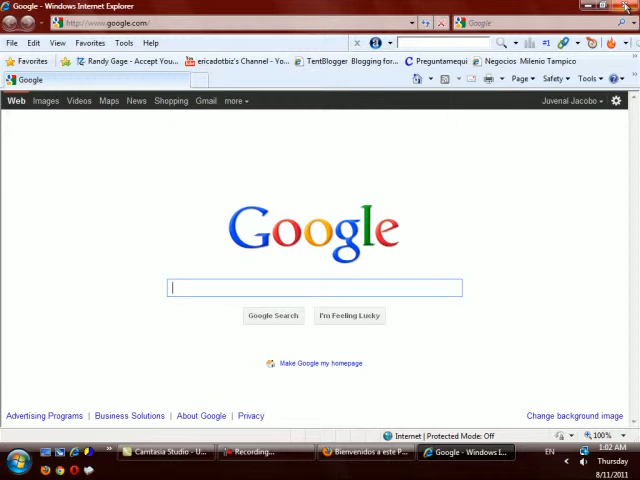 Google - Windows Internet Explorer
http://www.google.com/
Google
File Edit View Favorites Tools Help
#1
Favorites Randy Gage - Accepting You... ericadotbiz's Channel - Yo... TentBlogger Blogging for... Preguntamequi Negocios Milenio Tampico
Google
Page Safety Tools
Web Images Videos Maps News Shopping Gmail more
Juvenal Jacobo
Google
Google Search I'm Feeling Lucky
Make Google my homepage
Advertising Programs Business Solutions About Google Privacy
Change background image
Internet | Protected Mode: Off
100%
Camtasia Studio - U... Recording... Bienvenidos a este P... Google - Windows I...
EN
1:02 AM
Thursday
8/11/2011